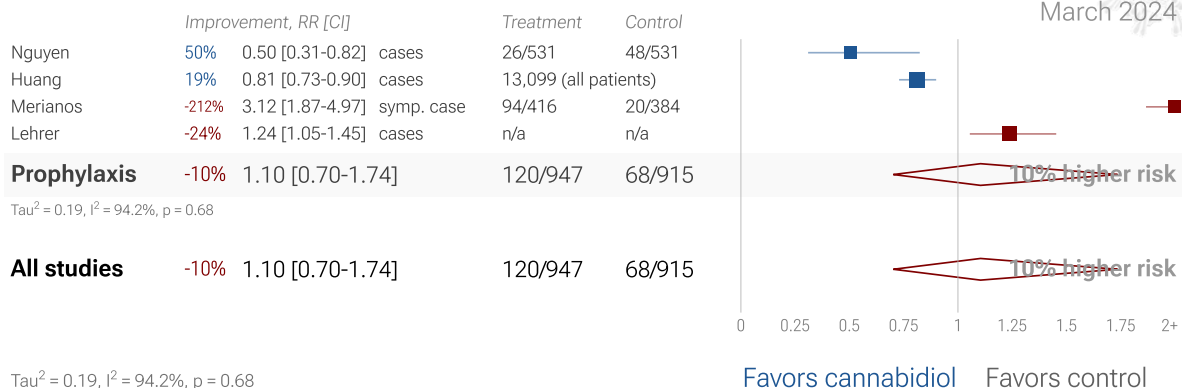 March 2024
Improvement, RR [CI] Treatment Control
Nguyen 50% 0.50 [0.31-0.82] cases 26/531 48/531
Huang 19% 0.81 [0.73-0.90] cases 13,099 (all patients)
Merianos -212% 3.12 [1.87-4.97] symp. case 94/416 20/384
Lehrer -24% 1.24 [1.05-1.45] cases n/a n/a
Prophylaxis -10% 1.10 [0.70-1.74] 120/947 68/915 10% higher risk
Tau² = 0.19, I² = 94.2%, p = 0.68
All studies -10% 1.10 [0.70-1.74] 120/947 68/915 10% higher risk
0 0.25 0.5 0.75 1 1.25 1.5 1.75 2+
Tau² = 0.19, I² = 94.2%, p = 0.68 Favors cannabidiol Favors control